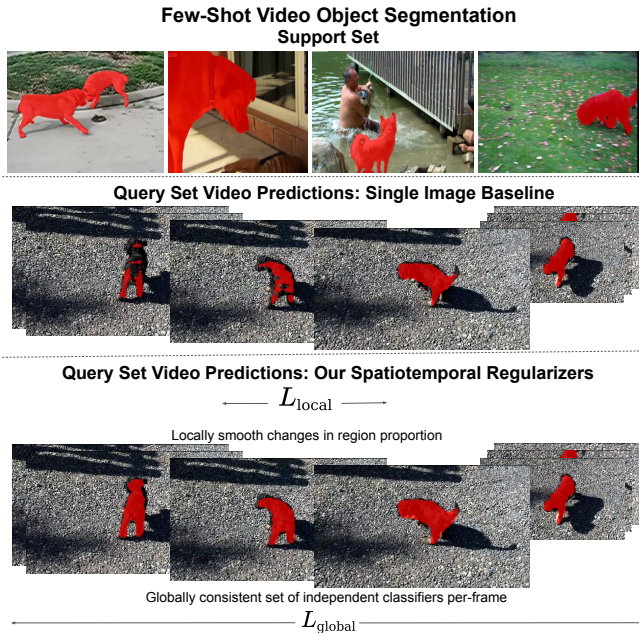 Few-Shot Video Object Segmentation
Support Set
Query Set Video Predictions: Single Image Baseline
Query Set Video Predictions: Our Spatiotemporal Regularizers
L_local
Locally smooth changes in region proportion
Globally consistent set of independent classifiers per-frame
L_global